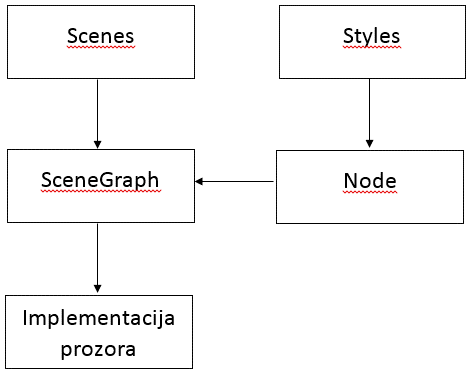 Scenes
Styles
SceneGraph
Node
Implementacija
prozora